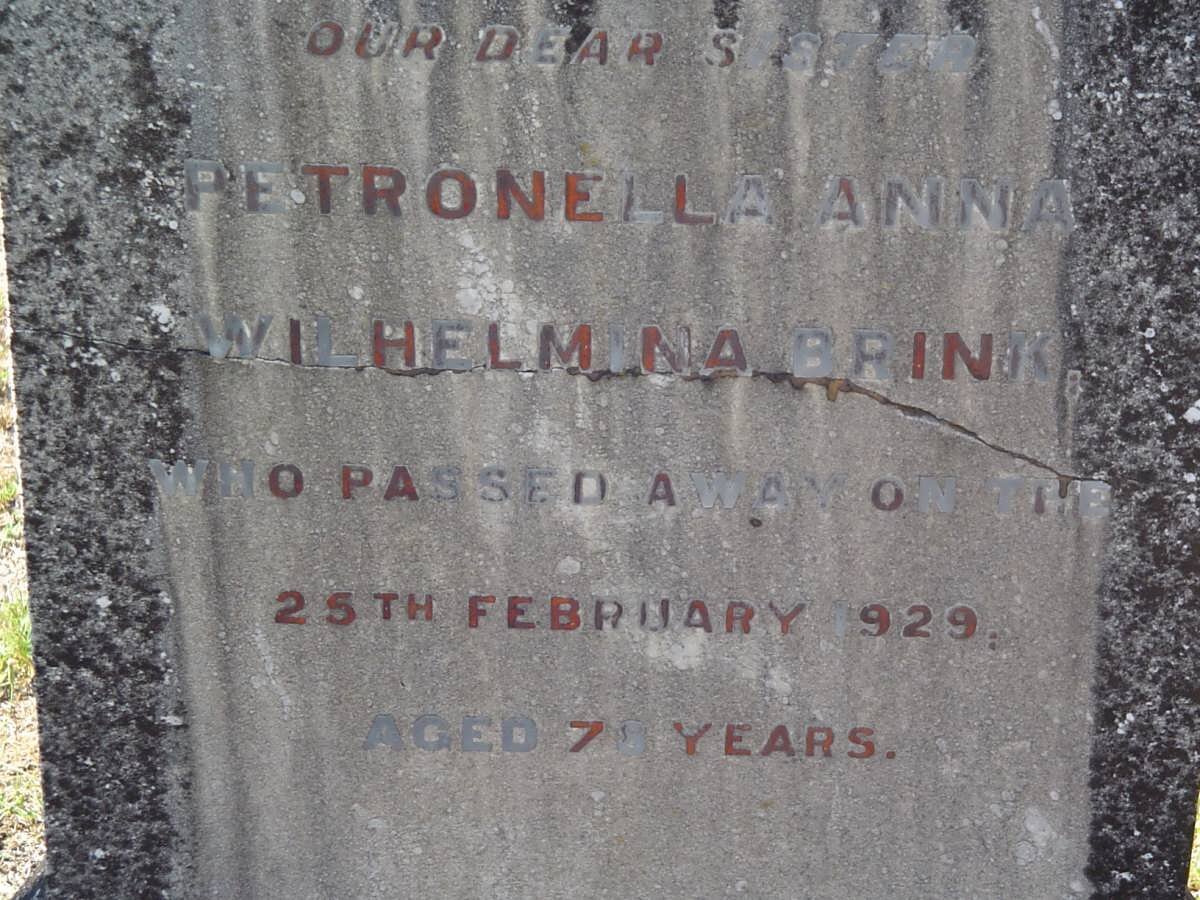 OUR DEAR SISTER
PETRONELLA ANNA
WILHELMINA BRINK
WHO PASSED AWAY ON THE
25TH FEBRUARY 1929.
AGED 78 YEARS.